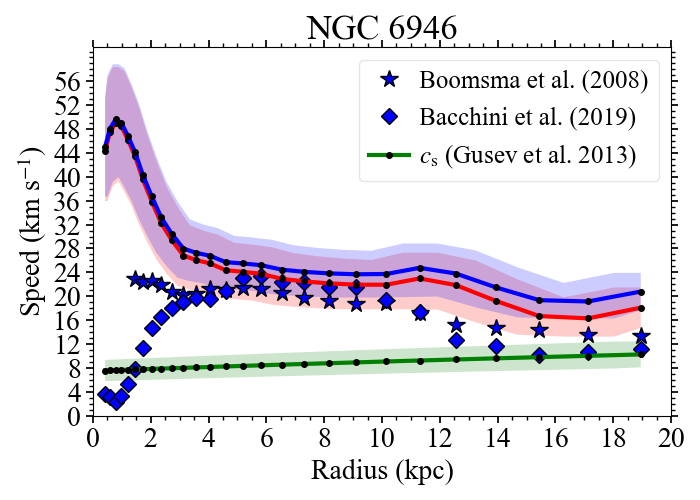 NGC 6946
Boomsma et al. (2008)
Bacchini et al. (2019)
cₛ (Gusev et al. 2013)
Speed (km s⁻¹)
56
52
48
44
40
36
32
28
24
20
16
12
8
4
0
0 2 4 6 8 10 12 14 16 18 20
Radius (kpc)